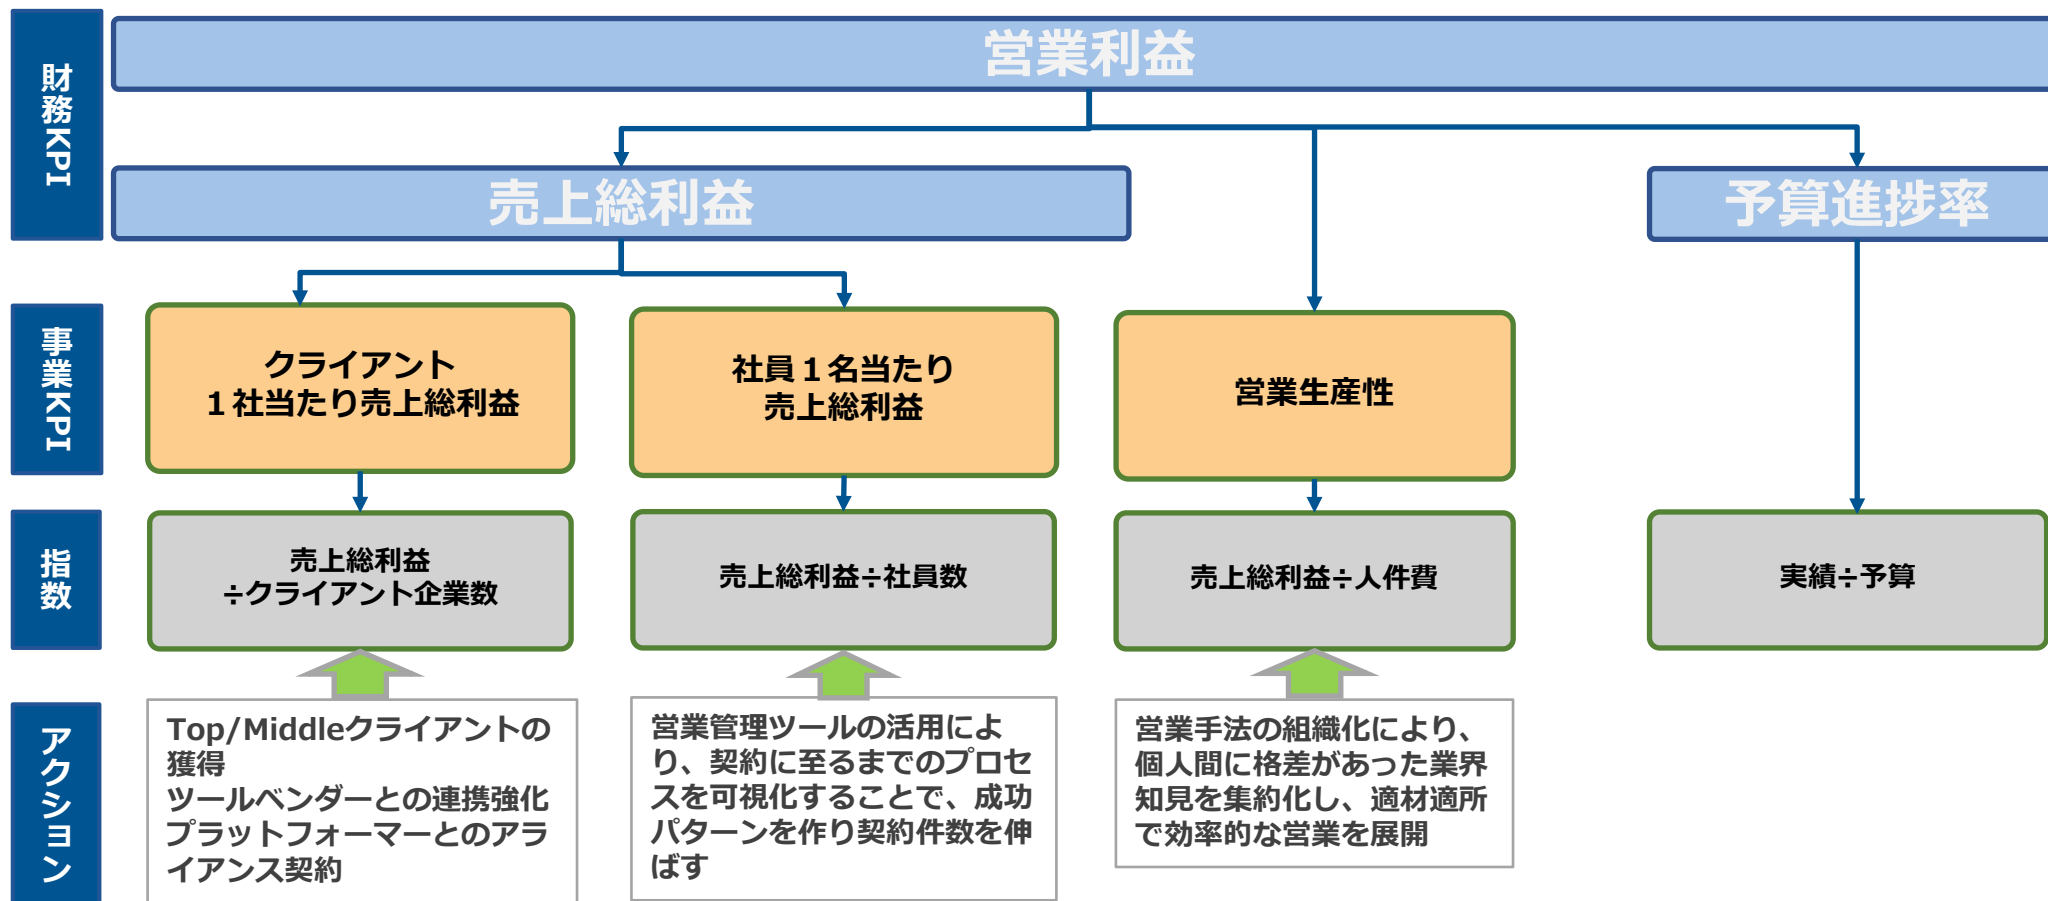 財務KPI
営業利益
売上総利益
予算進捗率
事業KPI
クライアント
１社当たり売上総利益
社員１名当たり
売上総利益
営業生産性
指数
売上総利益
÷クライアント企業数
売上総利益÷社員数
売上総利益÷人件費
実績÷予算
アクション
Top/Middleクライアントの
獲得
ツールベンダーとの連携強化
プラットフォーマーとのアラ
イアンス契約
営業管理ツールの活用によ
り、契約に至るまでのプロセ
スを可視化することで、成功
パターンを作り契約件数を伸
ばす
営業手法の組織化により、
個人間に格差があった業界
知見を集約化し、適材適所
で効率的な営業を展開